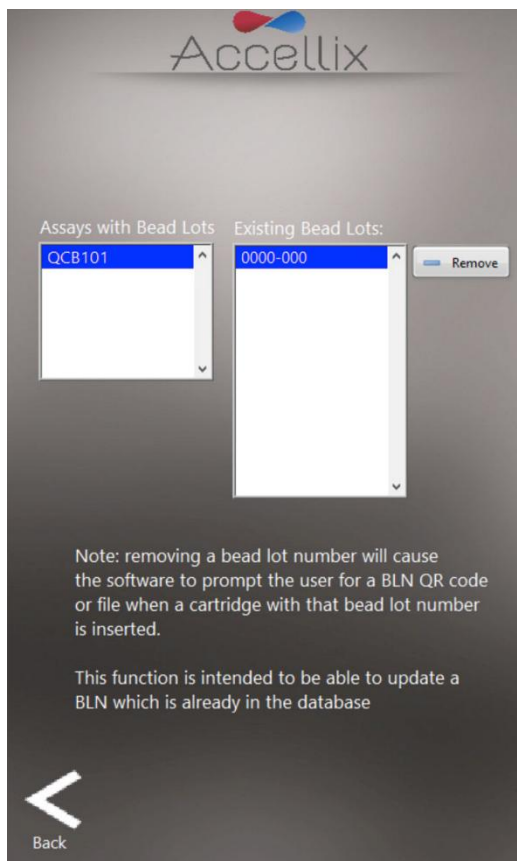 Accellix
Assays with Bead Lots
Existing Bead Lots:
QCB101
0000-000
Remove
Note: removing a bead lot number will cause
the software to prompt the user for a BLN QR code
or file when a cartridge with that bead lot number
is inserted.
This function is intended to be able to update a
BLN which is already in the database
Back